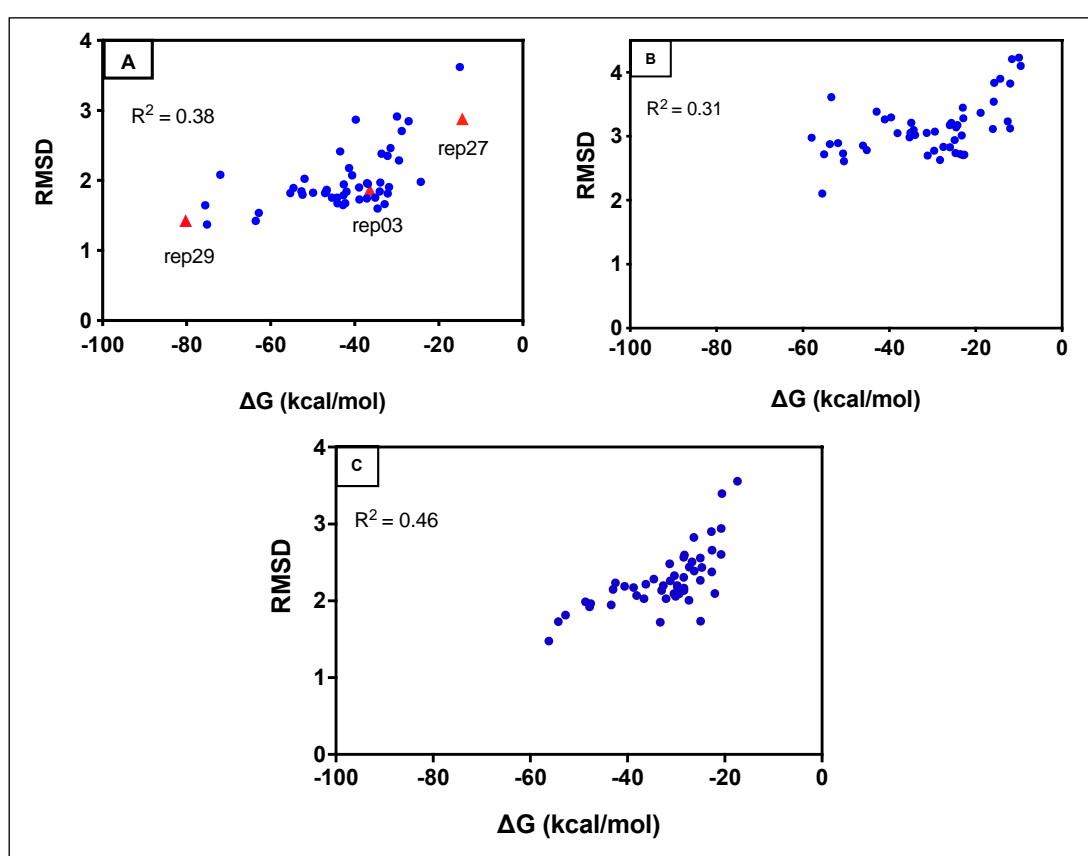 A
R² = 0.38
RMSD
4
3
2
1
0
rep27
rep03
rep29
-100 -80 -60 -40 -20 0
ΔG (kcal/mol)
B
R² = 0.31
RMSD
4
3
2
1
0
-100 -80 -60 -40 -20 0
ΔG (kcal/mol)
C
R² = 0.46
RMSD
4
3
2
1
0
-100 -80 -60 -40 -20 0
ΔG (kcal/mol)